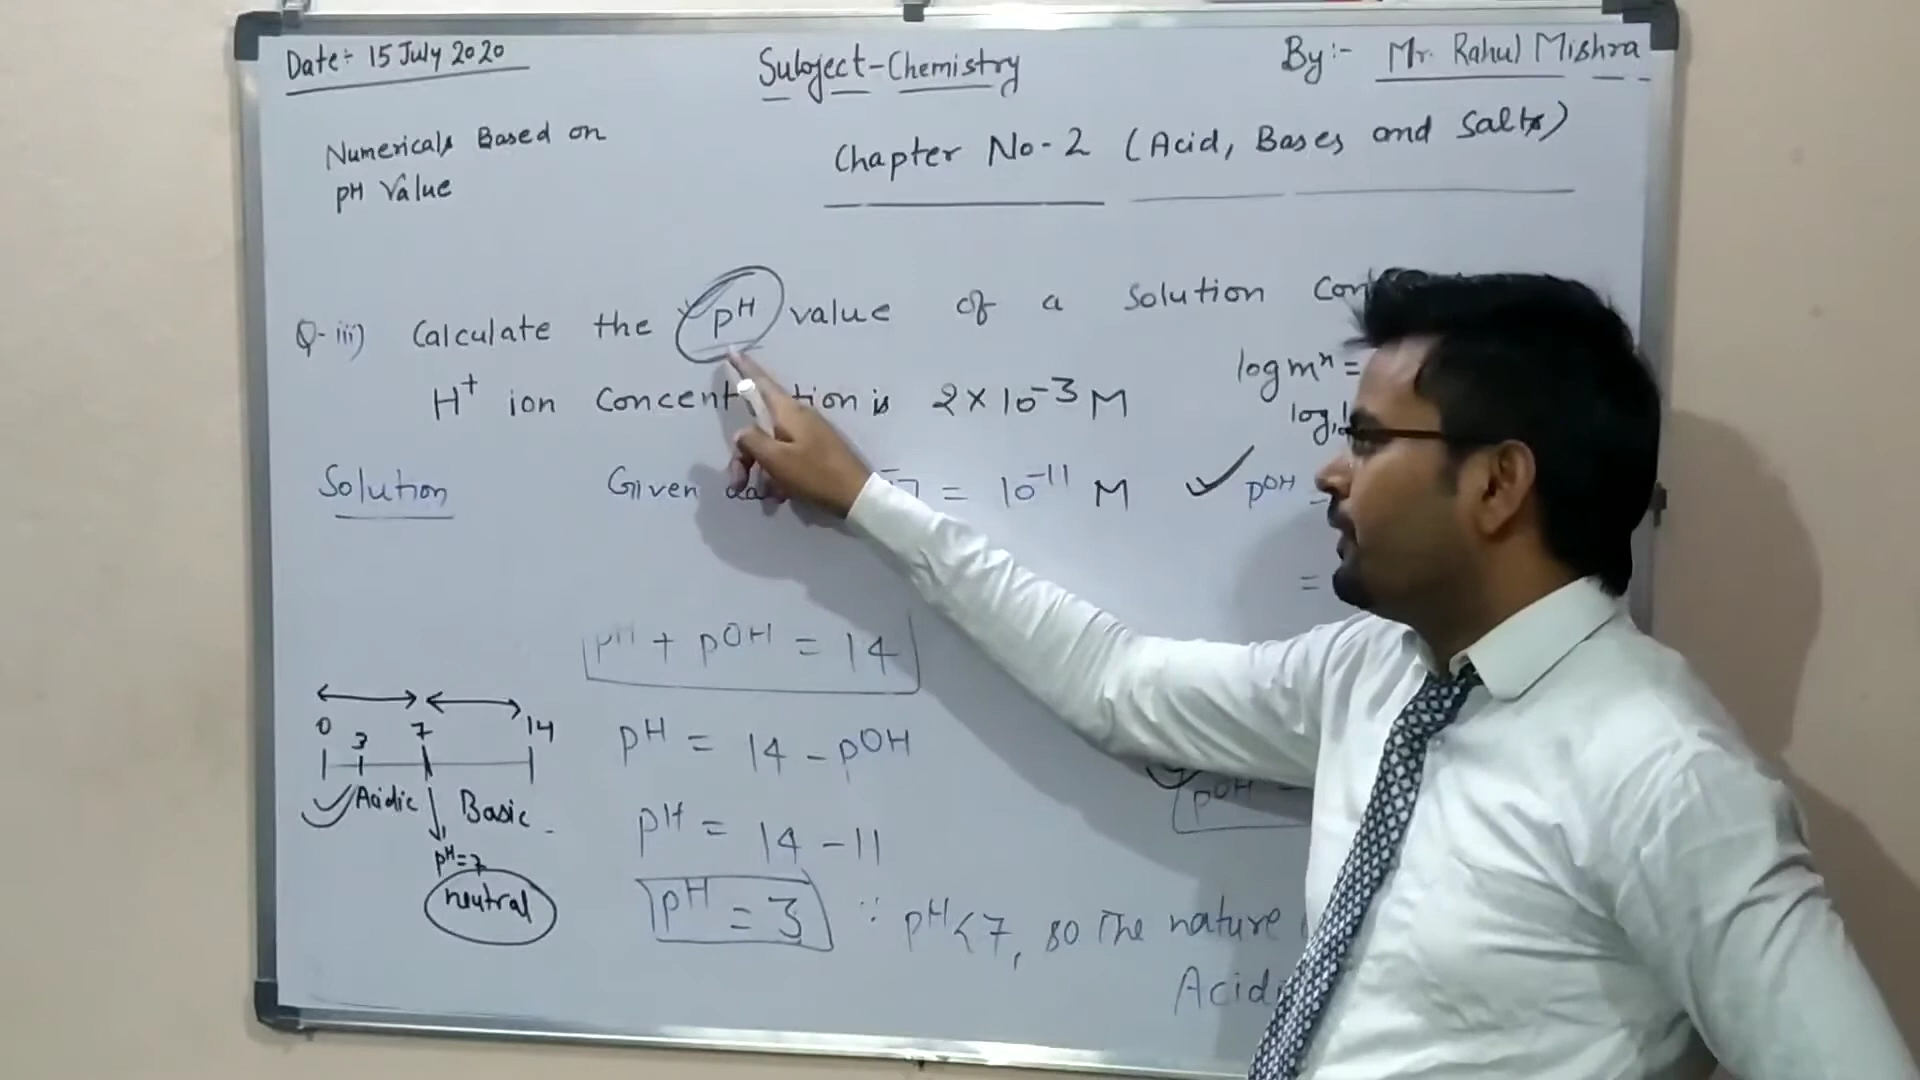 Date:- 15 July 2020
Subject-Chemistry
By:- Mr. Rahul Mishra
Numericals Based on
pH Value
Chapter No-2 (Acid, Bases and Salts)
Q-iii) Calculate the pH value of a Solution
H⁺ ion is 2×10⁻³ M
log mⁿ =
Solution
Given = 10⁻¹¹ M
pOH =
=
pH + pOH = 14
0 3 7 14
Acidic Basic
pH=7
neutral
pH = 14 - pOH
pOH =
pH = 14 - 11
pH = 3 ∵ pH<7, so The nature